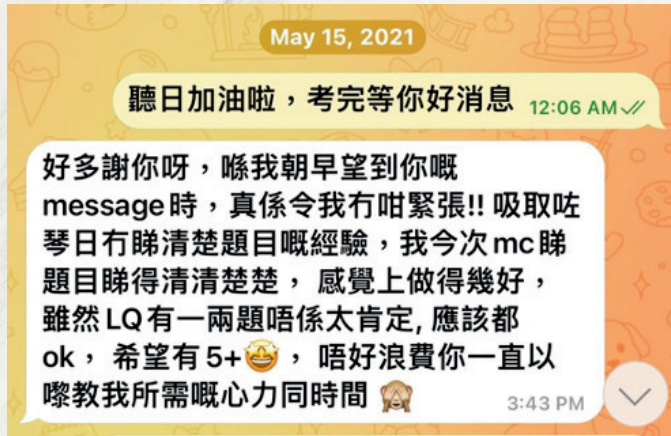 May 15, 2021
聽日加油啦，考完等你好消息 12:06 AM
好多謝你呀，喺我朝早望到你嘅
message時，真係令我冇咁緊張!! 吸取咗
琴日冇睇清楚題目嘅經驗，我今次mc睇
題目睇得清清楚楚， 感覺上做得幾好，
雖然LQ有一兩題唔係太肯定, 應該都
ok， 希望有5+🤩， 唔好浪費你一直以
嚟教我所需嘅心力同時間 🙈 3:43 PM